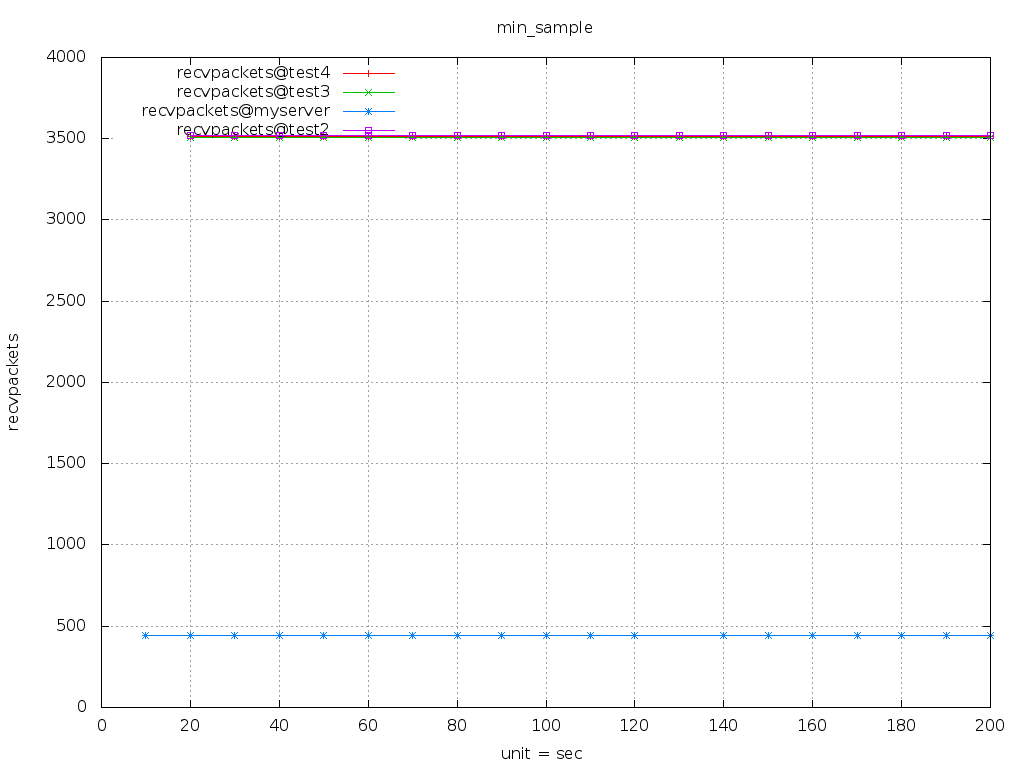 min_sample
4000
3500
3000
2500
2000
1500
1000
500
0
recvpackets
recvpackets@test4
recvpackets@test3
recvpackets@myserver
recvpackets@test2
0 20 40 60 80 100 120 140 160 180 200
unit = sec